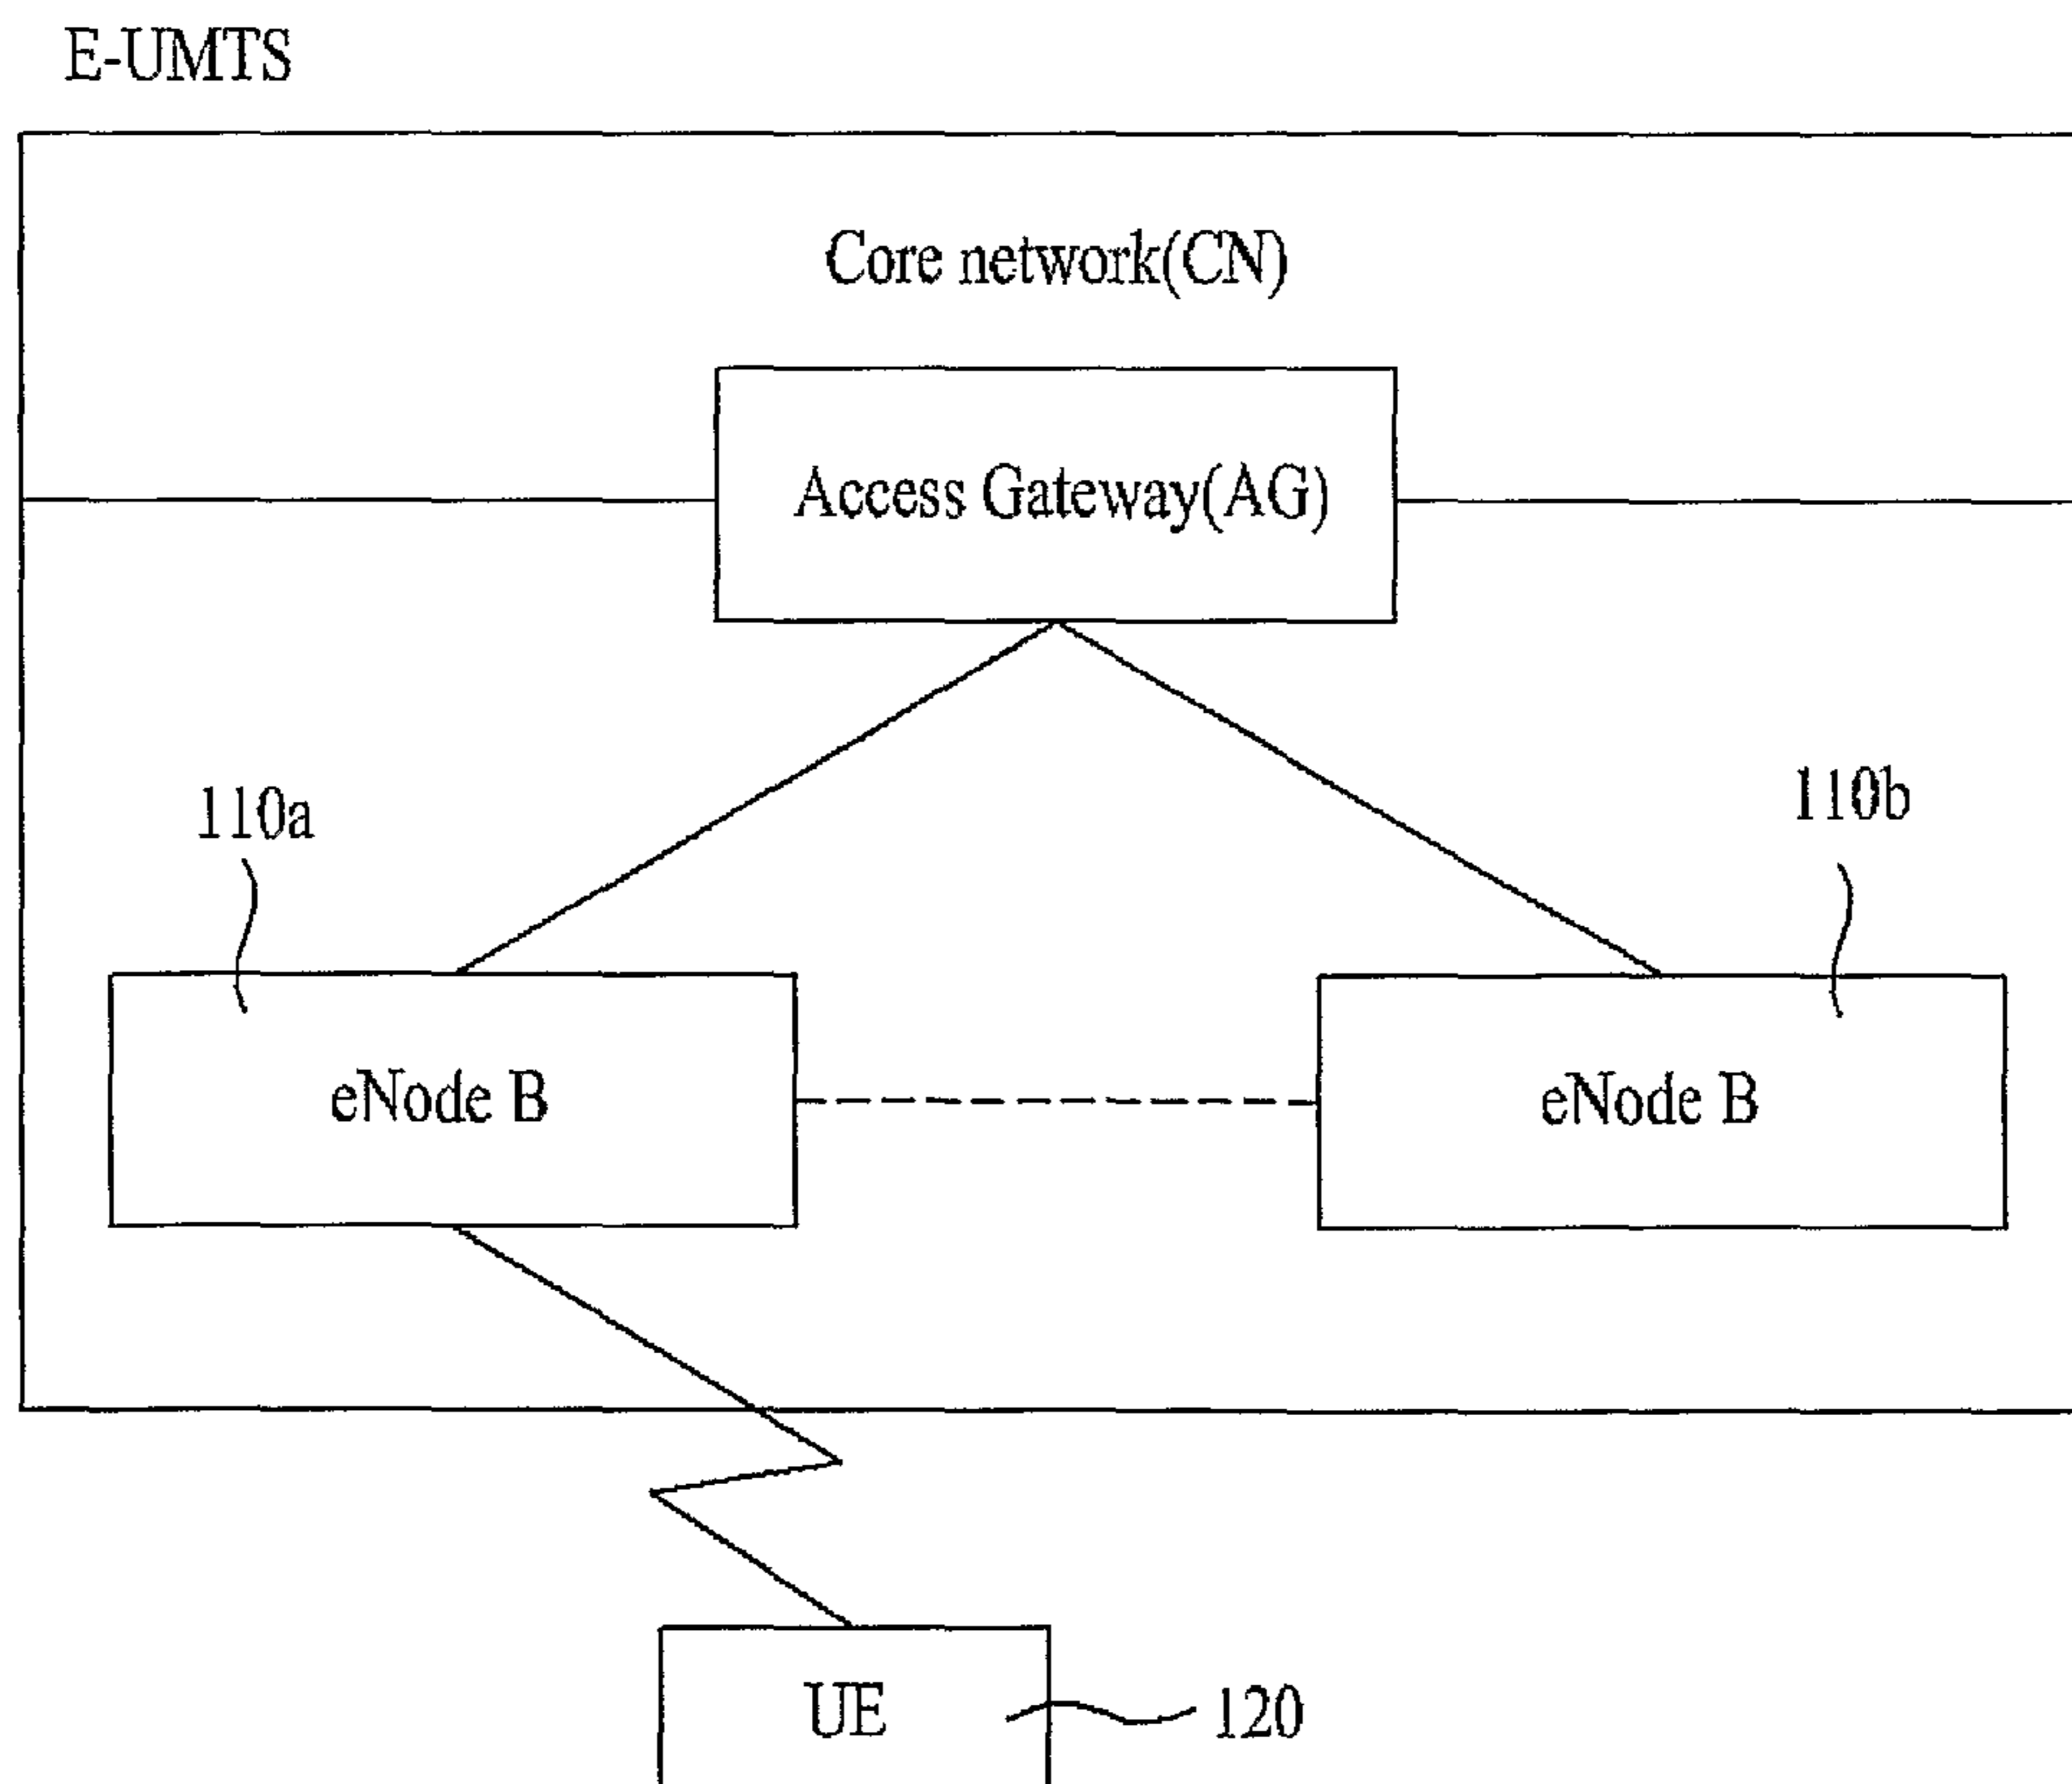 E-UMTS
Core network(CN)
Access Gateway(AG)
110a
110b
eNode B
eNode B
UE
120